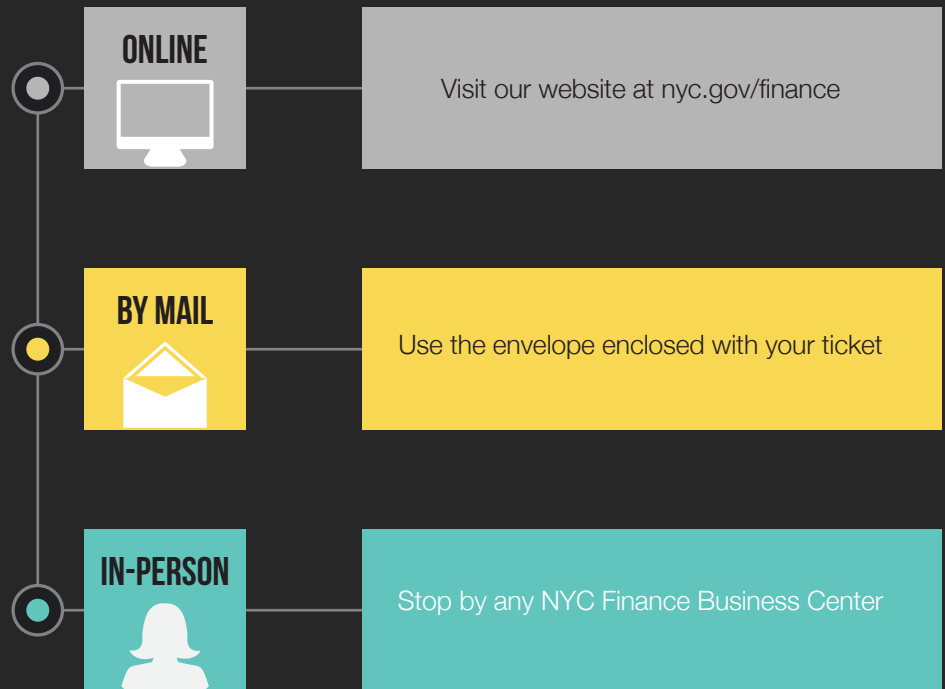 ONLINE
Visit our website at nyc.gov/finance
BY MAIL
Use the envelope enclosed with your ticket
IN-PERSON
Stop by any NYC Finance Business Center